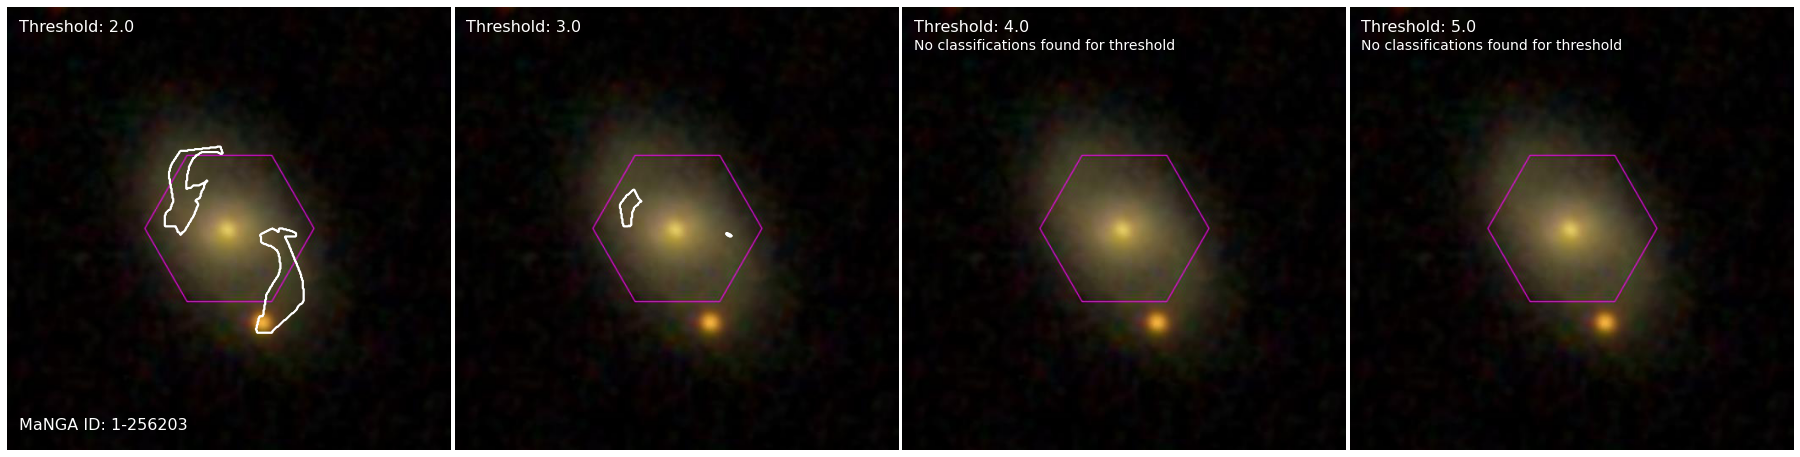 Threshold: 2.0
MaNGA ID: 1-256203
Threshold: 3.0
Threshold: 4.0
No classifications found for threshold
Threshold: 5.0
No classifications found for threshold